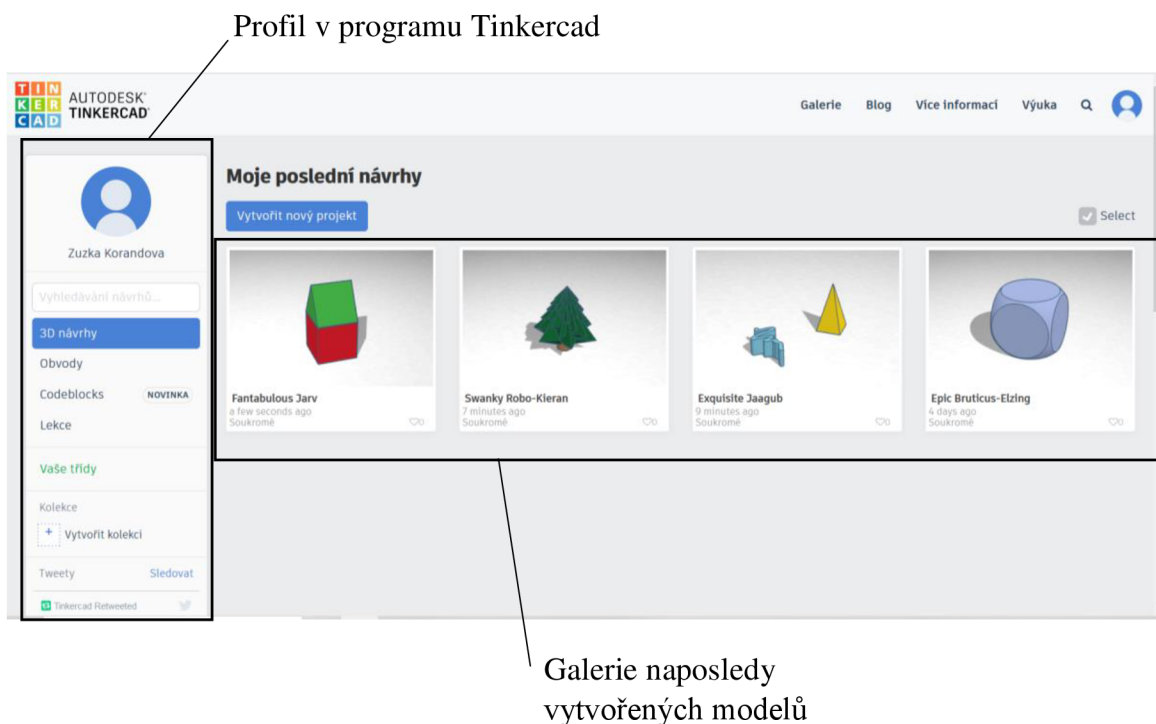 Profil v programu Tinkercad
TIN
KER
CAD
AUTODESK®
TINKERCAD®
Galerie Blog Více informací Výuka
Zuzka Korandova
Vyhledávání návrhů...
3D návrhy
Obvody
Codeblocks NOVINKA
Lekce
Vaše třídy
Kolekce
+ Vytvořit kolekci
Tweety Sledovat
Tinkercad Retweeted
Moje poslední návrhy
Vytvořit nový projekt
Select
Fantabulous Jarv
a few seconds ago
Soukromé 0
Swanky Robo-Kieran
7 minutes ago
Soukromé 0
Exquisite Jaagub
9 minutes ago
Soukromé 0
Epic Bruticus-Elzing
4 days ago
Soukromé 0
Galerie naposledy
vytvořených modelů